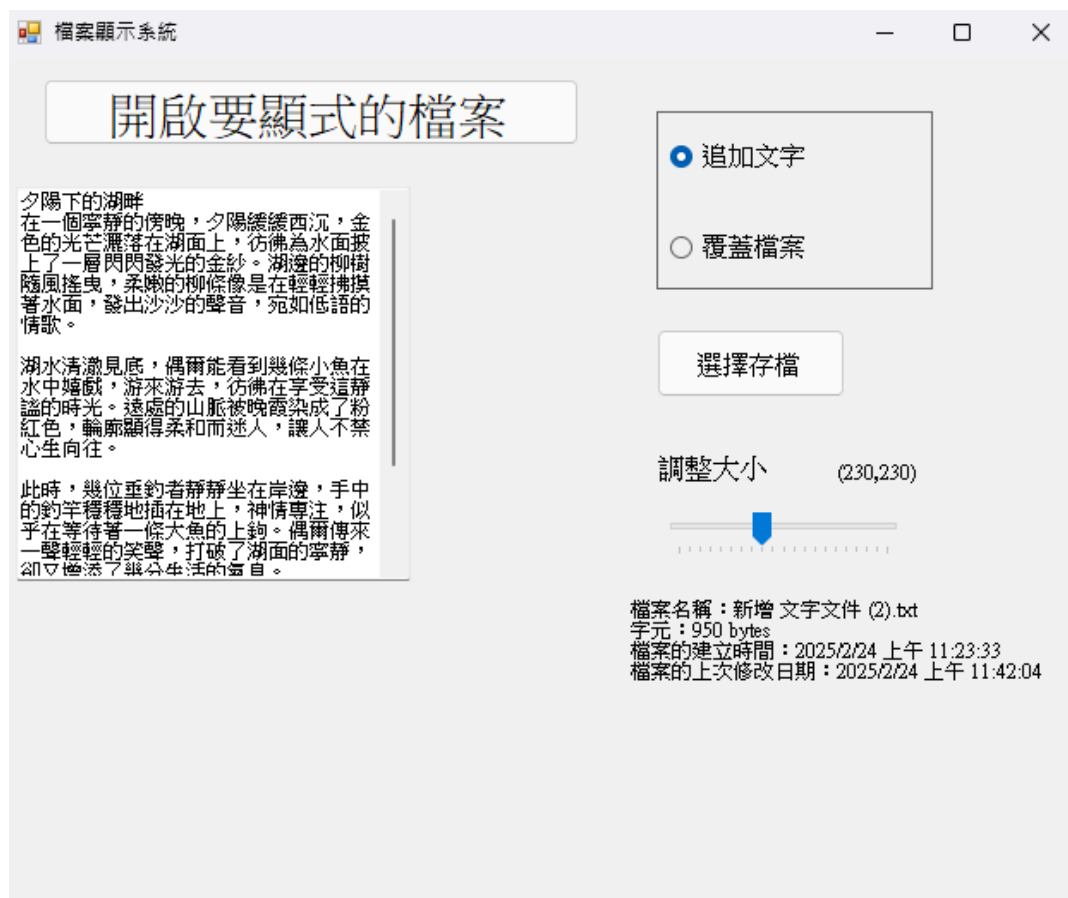 檔案顯示系統
開啟要顯式的檔案
夕陽下的湖畔
在一個寧靜的傍晚，夕陽緩緩西沉，金
色的光芒灑落在湖面上，彷彿為水面披
上了一層閃閃發光的金紗。湖邊的柳樹
隨風搖曳，柔嫩的柳條像是在輕輕拂摸
著水面，發出沙沙的聲音，宛如低語的
情歌。
湖水清澈見底，偶爾能看到幾條小魚在
水中嬉戲，游來游去，彷彿在享受這靜
謐的時光。遠處的山脈被晚霞染成了粉
紅色，輪廓顯得柔和而迷人，讓人不禁
心生向往。
此時，幾位垂釣者靜靜坐在岸邊，手中
的釣竿穩穩地插在地上，神情專注，似
乎在等待著一條大魚的上鉤。偶爾傳來
一聲輕輕的笑聲，打破了湖面的寧靜，
卻又增添了幾分生活的氣息。
追加文字
覆蓋檔案
選擇存檔
調整大小 (230,230)
檔案名稱：新增 文字文件 (2).txt
字元：950 bytes
檔案的建立時間：2025/2/24 上午 11:23:33
檔案的上次修改日期：2025/2/24 上午 11:42:04